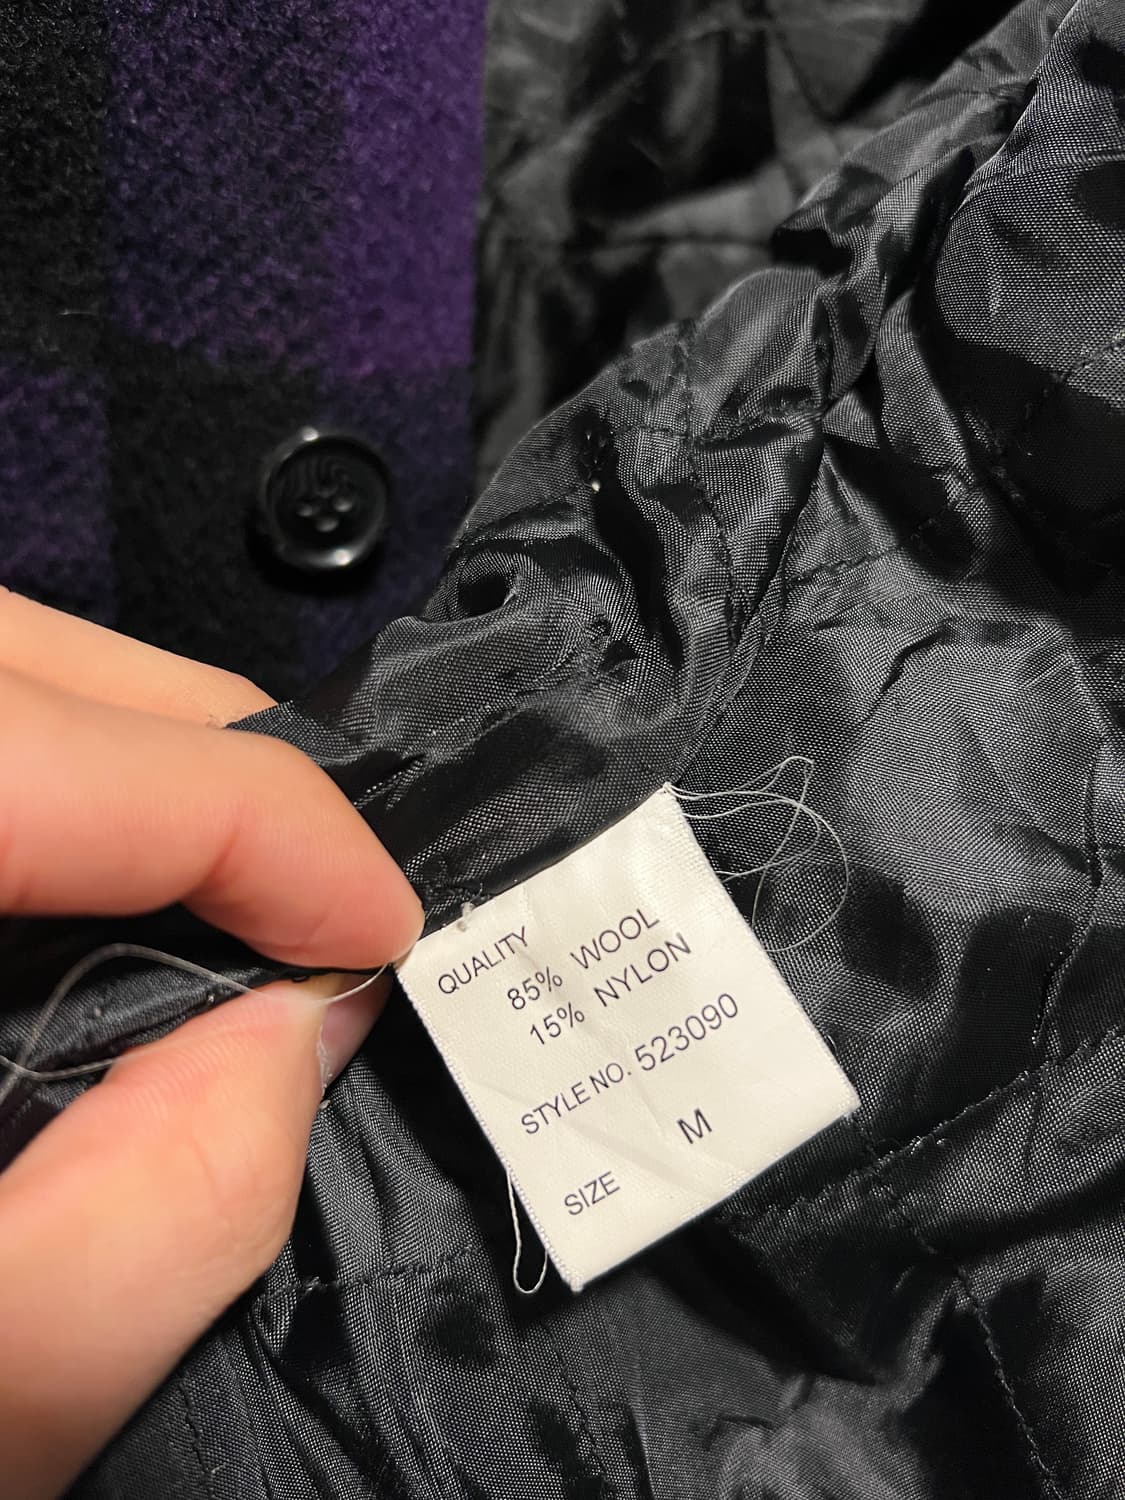 QUALITY
85% WOOL
15% NYLON
STYLE NO. 523090
M
SIZE